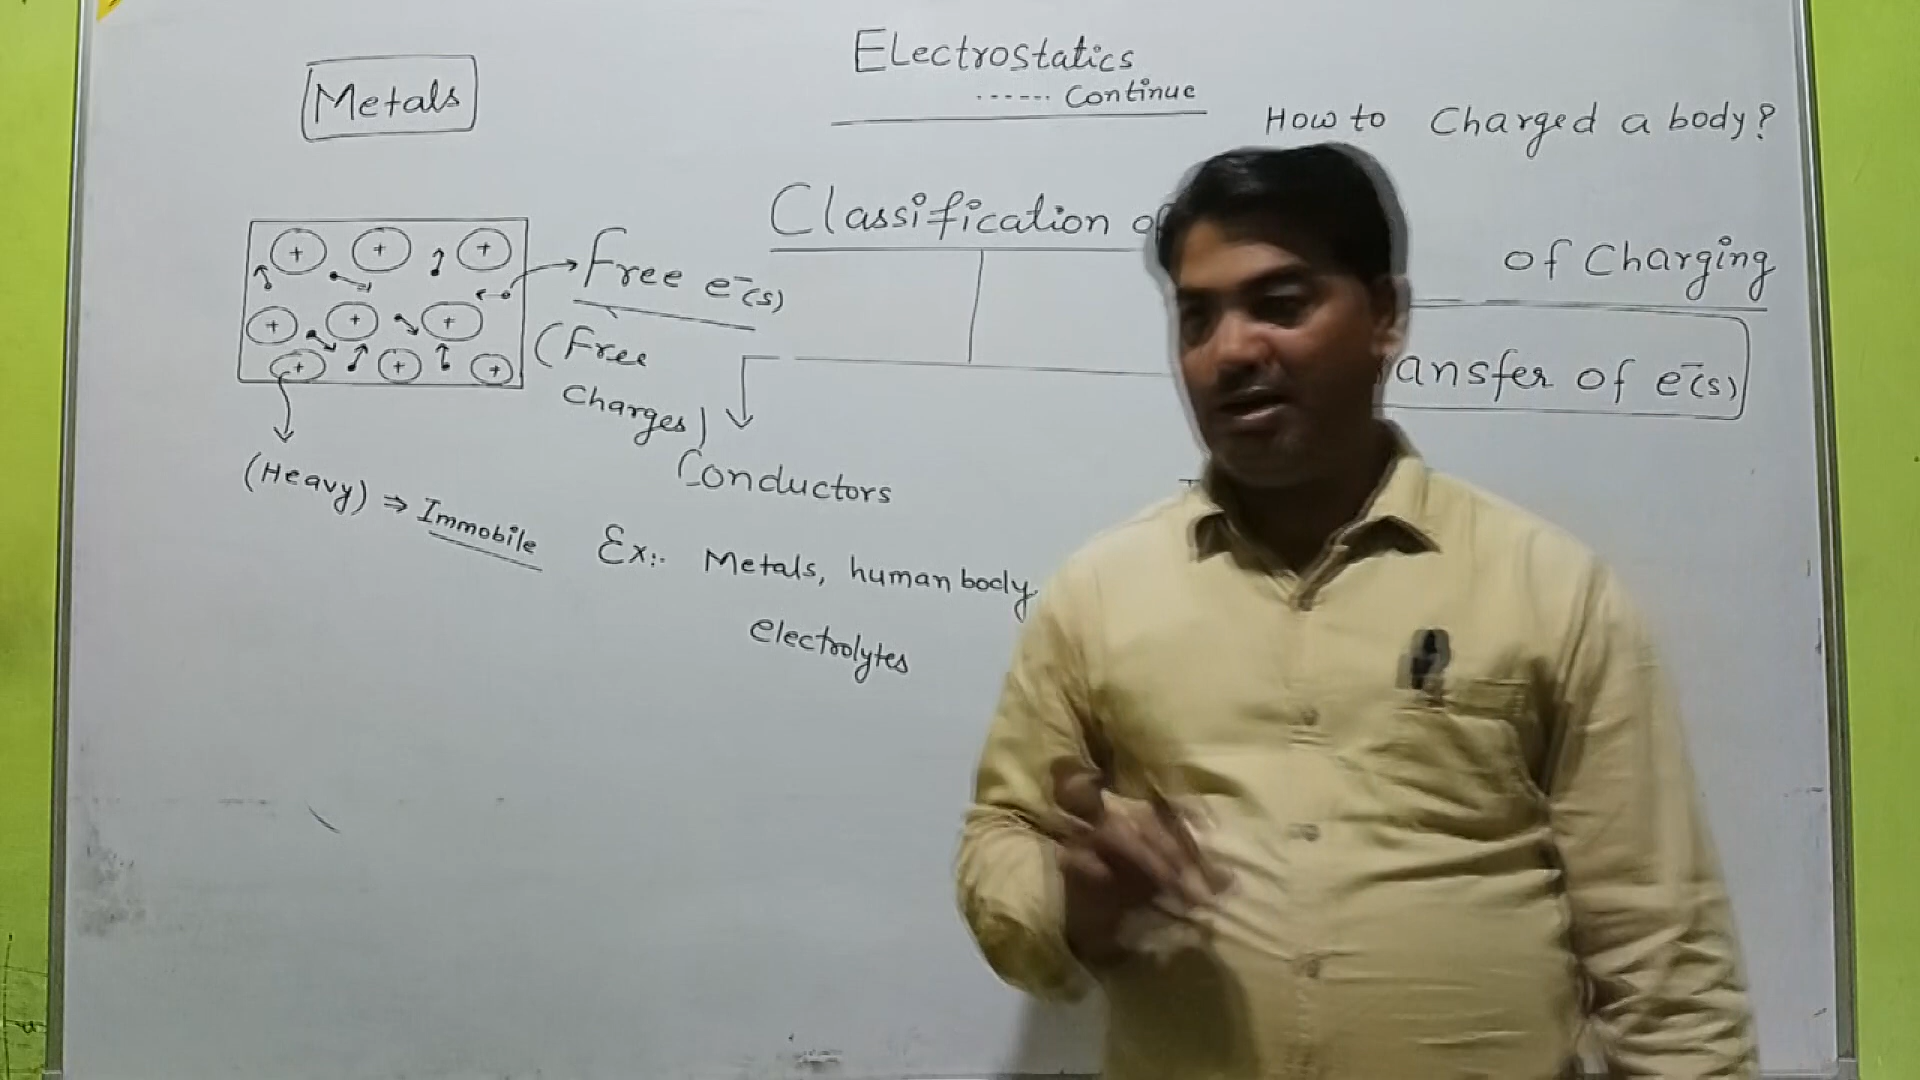 Electrostatics
...... Continue
Metals
How to Charged a body?
Classification
of Charging
Free e⁻(s)
(Free
Charges)
ansfer of e⁻(s)
Conductors
(Heavy) ⇒ Immobile
Ex:- Metals, human body,
electrolytes